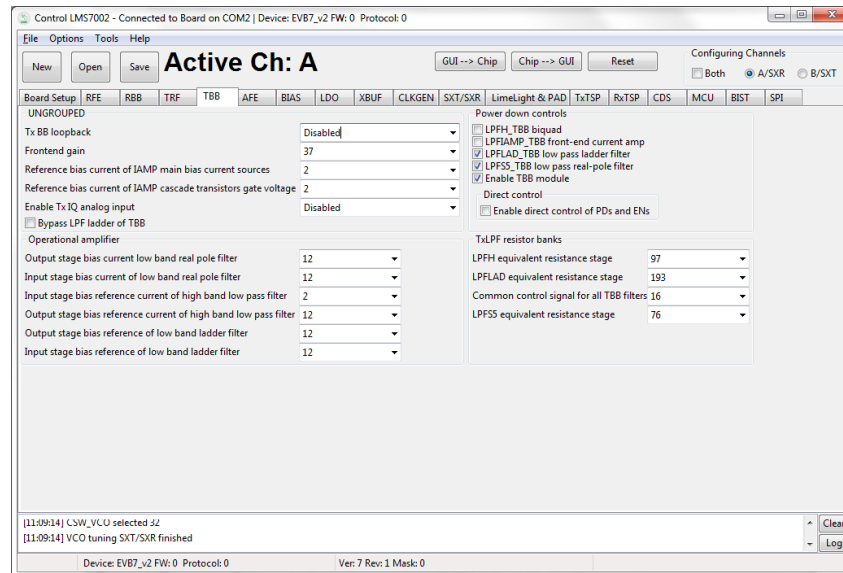 Control LMS7002 - Connected to Board on COM2 | Device: EVB7_v2 FW: 0 Protocol: 0
File Options Tools Help
New Open Save Active Ch: A GUI --> Chip Chip --> GUI Reset
Configuring Channels
Both A/SXR B/SXT
Board Setup RFE RBB TRF TBB AFE BIAS LDO XBUF CLKGEN SXT/SXR LimeLight & PAD TxTSP RxTSP CDS MCU BIST SPI
UNGROUPED
Tx BB loopback Disabled
Frontend gain 37
Reference bias current of IAMP main bias current sources 2
Reference bias current of IAMP cascade transistors gate voltage 2
Enable Tx IQ analog input Disabled
Bypass LPF ladder of TBB
Power down controls
LPFH_TBB biquad
LPFIAMP_TBB front-end current amp
LPFLAD_TBB low pass ladder filter
LPFS5_TBB low pass real-pole filter
Enable TBB module
Direct control
Enable direct control of PDs and ENs
Operational amplifier
Output stage bias current low band real pole filter 12
Input stage bias current of low band real pole filter 12
Input stage bias reference current of high band low pass filter 2
Output stage bias reference current of high band low pass filter 12
Output stage bias reference of low band ladder filter 12
Input stage bias reference of low band ladder filter 12
TxLPF resistor banks
LPFH equivalent resistance stage 97
LPFLAD equivalent resistance stage 193
Common control signal for all TBB filters 16
LPFS5 equivalent resistance stage 76
[11:09:14] CSW_VCO selected 32
[11:09:14] VCO tuning SXT/SXR finished
Clear
Log
Device: EVB7_v2 FW: 0 Protocol: 0 Ver: 7 Rev: 1 Mask: 0